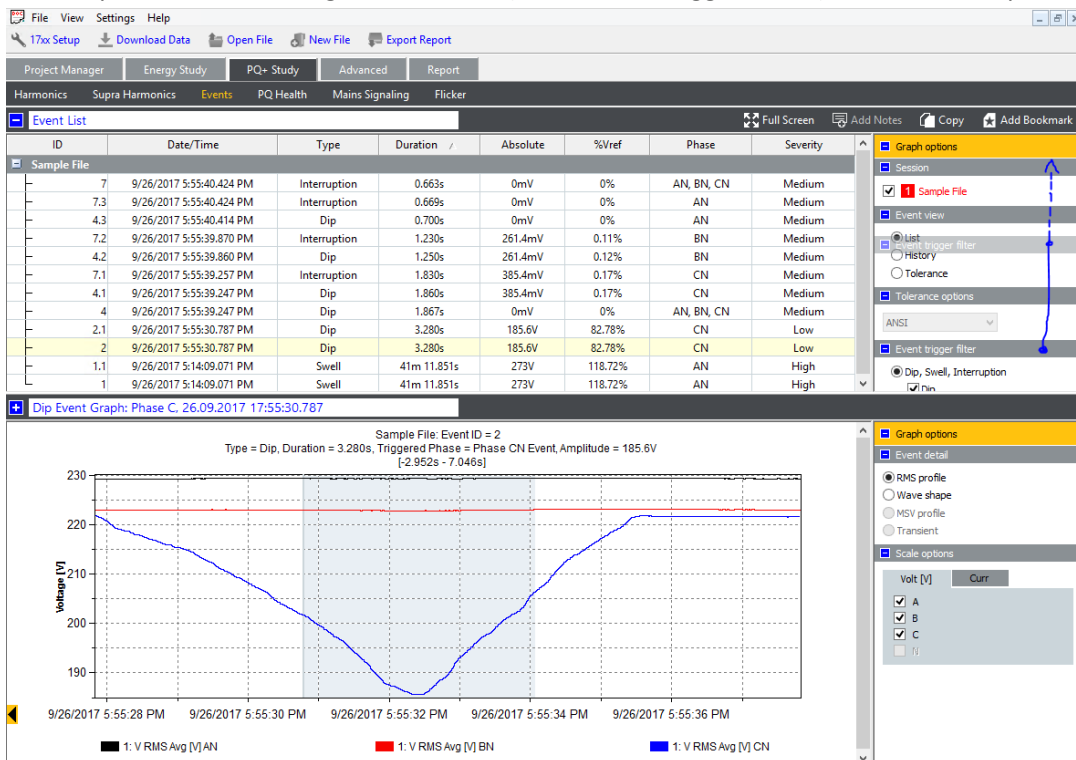 File View Settings Help
17xx Setup Download Data Open File New File Export Report
Project Manager Energy Study PQ+ Study Advanced Report
Harmonics Supra Harmonics Events PQ Health Mains Signaling Flicker
Event List Full Screen Add Notes Copy Add Bookmark
ID Date/Time Type Duration / Absolute %Vref Phase Severity
Sample File
7 9/26/2017 5:55:40.424 PM Interruption 0.663s 0mV 0% AN, BN, CN Medium
7.3 9/26/2017 5:55:40.424 PM Interruption 0.669s 0mV 0% AN Medium
4.3 9/26/2017 5:55:40.414 PM Dip 0.700s 0mV 0% AN Medium
7.2 9/26/2017 5:55:39.870 PM Interruption 1.230s 261.4mV 0.11% BN Medium
4.2 9/26/2017 5:55:39.860 PM Dip 1.250s 261.4mV 0.12% BN Medium
7.1 9/26/2017 5:55:39.257 PM Interruption 1.830s 385.4mV 0.17% CN Medium
4.1 9/26/2017 5:55:39.247 PM Dip 1.860s 385.4mV 0.17% CN Medium
4 9/26/2017 5:55:39.247 PM Dip 1.867s 0mV 0% AN, BN, CN Medium
2.1 9/26/2017 5:55:30.787 PM Dip 3.280s 185.6V 82.78% CN Low
2 9/26/2017 5:55:30.787 PM Dip 3.280s 185.6V 82.78% CN Low
1.1 9/26/2017 5:14:09.071 PM Swell 41m 11.851s 273V 118.72% AN High
1 9/26/2017 5:14:09.071 PM Swell 41m 11.851s 273V 118.72% AN High
Graph options
Session
1 Sample File
Event view
List
Event trigger filter
History
Tolerance
Tolerance options
ANSI
Event trigger filter
Dip, Swell, Interruption
Dip
Dip Event Graph: Phase C, 26.09.2017 17:55:30.787
Sample File: Event ID = 2
Type = Dip, Duration = 3.280s, Triggered Phase = Phase CN Event, Amplitude = 185.6V
[-2.952s - 7.046s]
Voltage [V]
230
220
210
200
190
9/26/2017 5:55:28 PM 9/26/2017 5:55:30 PM 9/26/2017 5:55:32 PM 9/26/2017 5:55:34 PM 9/26/2017 5:55:36 PM
1: V RMS Avg [V] AN 1: V RMS Avg [V] BN 1: V RMS Avg [V] CN
Graph options
Event detail
RMS profile
Wave shape
MSV profile
Transient
Scale options
Volt [V] Curr
A
B
C
N